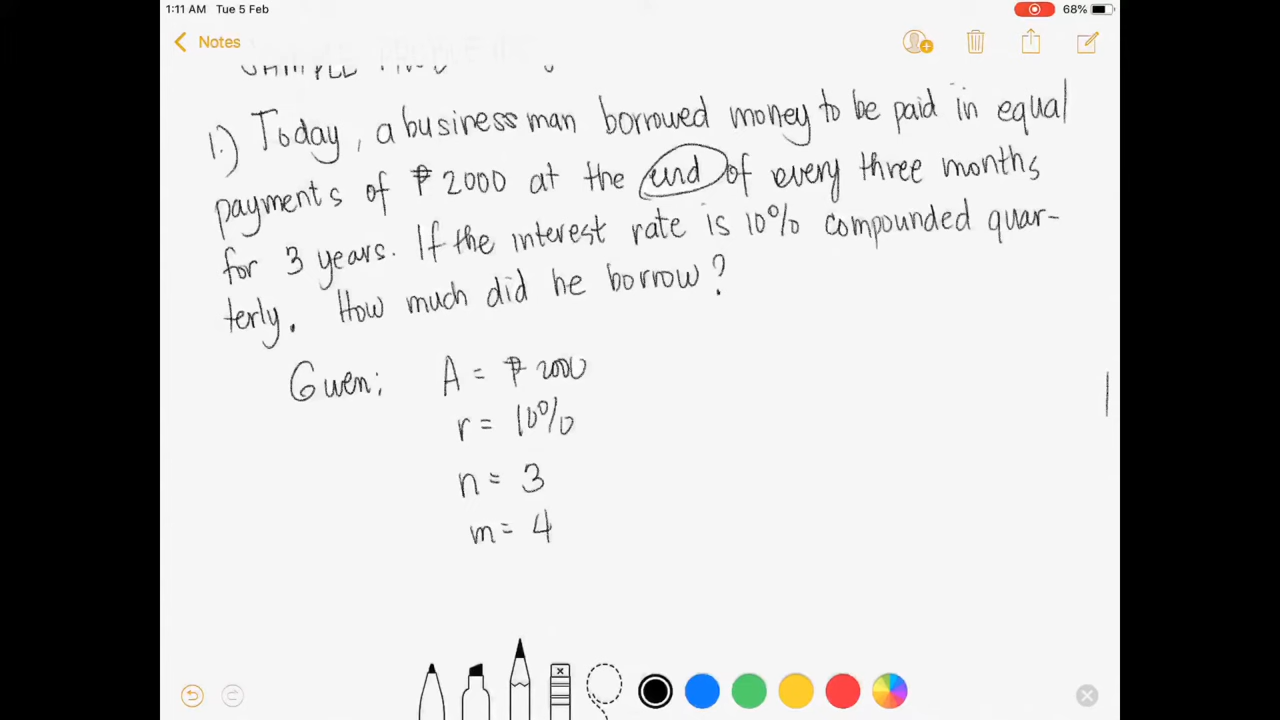 1:11 AM Tue 5 Feb
68%
Notes
SAMPLE
1.) Today, a businessman borrowed money to be paid in equal
payments of ₱ 2000 at the end of every three months
for 3 years. If the interest rate is 10% compounded quar-
terly. How much did he borrow?
Given: A = ₱ 2000
r = 10%
n = 3
m = 4